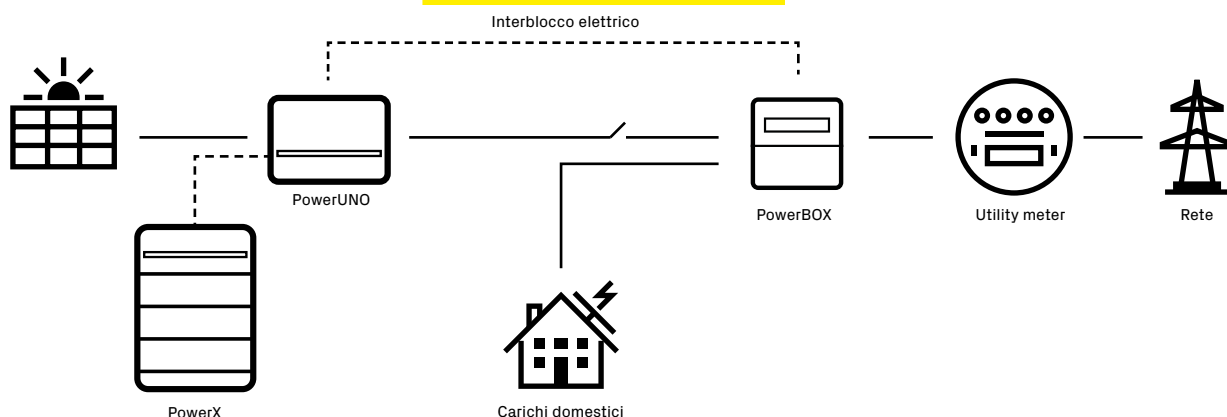 Interblocco elettrico
PowerUNO
PowerBOX
Utility meter
Rete
PowerX
Carichi domestici